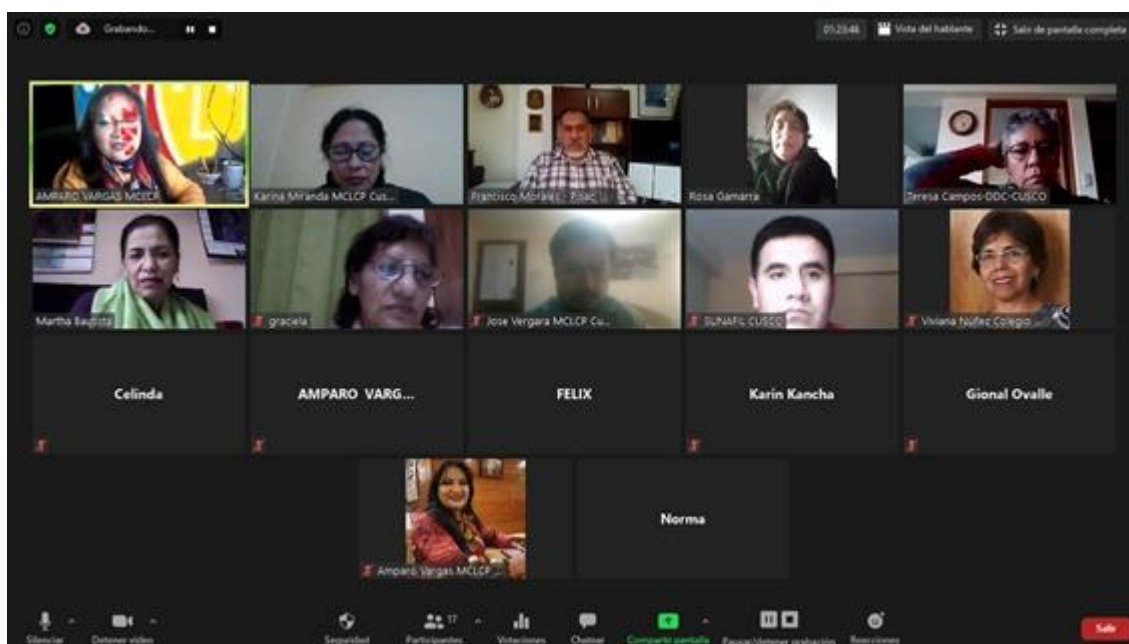 Grabando...
01:23:48
Vista del hablante
Salir de pantalla completa
AMPARO VARGAS MCLCP
Karina Miranda MCLCP Cus...
Francisco Morales
Rosa Gamarra
Teresa Campos-DDC-CUSCO
Martha Bautista
graciela
Jose Vergara MCLCP Cu...
SUNAFIL CUSCO
Viviana Nuñez Colegio ...
Celinda
AMPARO VARG...
FELIX
Karin Kancha
Gional Ovalle
Amparo Vargas MCLCP ...
Norma
Silenciar
Detener video
Seguridad
17
Participantes
Votaciones
Chatear
Compartir pantalla
Pausar/detener grabación
Reacciones
Salir